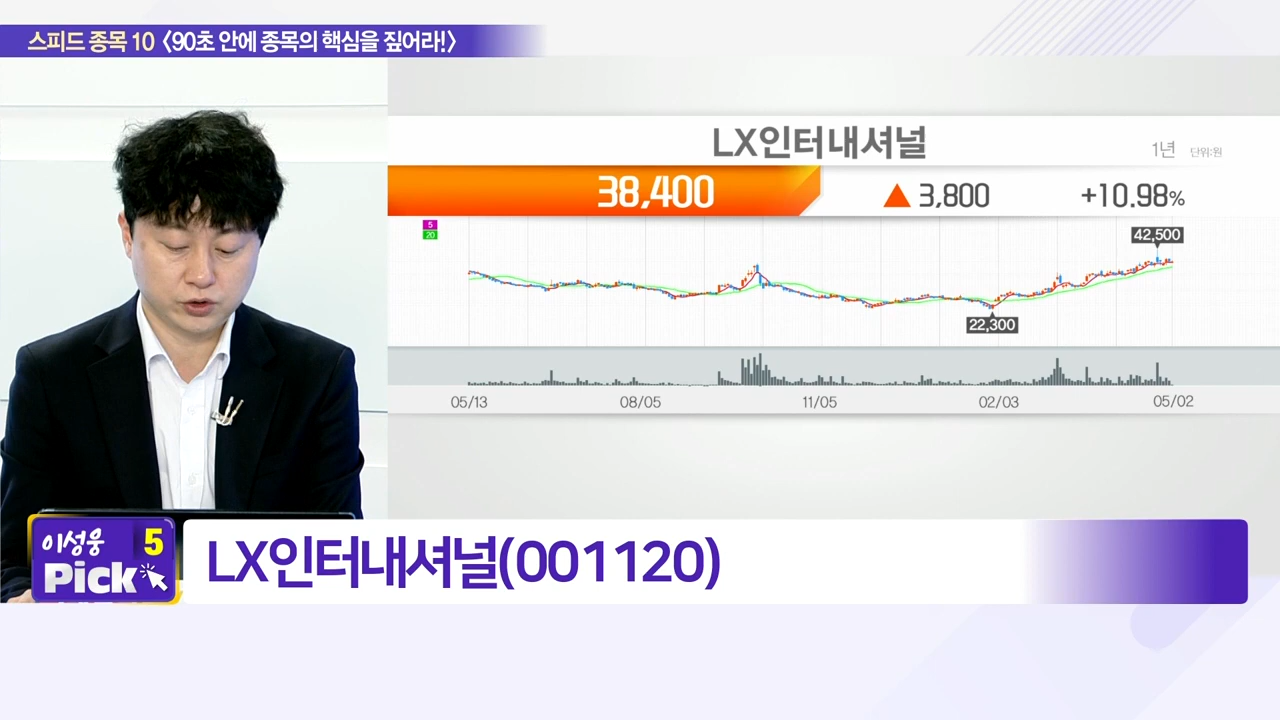 스피드 종목 10 〈90초 안에 종목의 핵심을 짚어라!〉
LX인터내셔널
1년 단위:원
38,400 ▲ 3,800 +10.98%
5
20
42,500
22,300
05/13 08/05 11/05 02/03 05/02
이성웅 5
Pick
LX인터내셔널(001120)